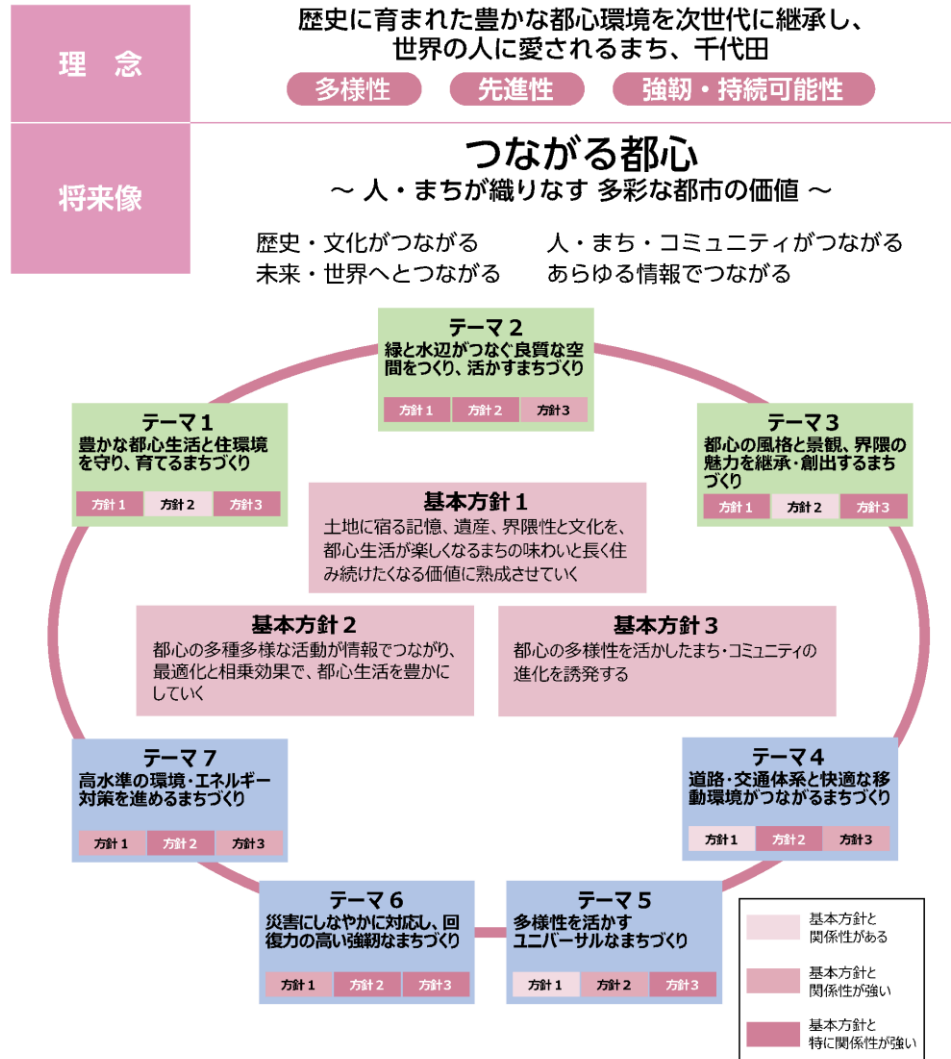 理 念
歴史に育まれた豊かな都心環境を次世代に継承し、
世界の人に愛されるまち、千代田
多様性 先進性 強靭・持続可能性
将来像
つながる都心
～ 人・まちが織りなす 多彩な都市の価値 ～
歴史・文化がつながる 人・まち・コミュニティがつながる
未来・世界へとつながる あらゆる情報でつながる
テーマ2
緑と水辺がつなぐ良質な空
間をつくり、活かすまちづくり
方針1 方針2 方針3
テーマ1
豊かな都心生活と住環境
を守り、育てるまちづくり
方針1 方針2 方針3
テーマ3
都心の風格と景観、界隈の
魅力を継承・創出するまち
づくり
方針1 方針2 方針3
基本方針1
土地に宿る記憶、遺産、界隈性と文化を、
都心生活が楽しくなるまちの味わいと長く住
み続けたくなる価値に熟成させていく
基本方針2
都心の多種多様な活動が情報でつながり、
最適化と相乗効果で、都心生活を豊かに
していく
基本方針3
都心の多様性を活かしたまち・コミュニティの
進化を誘発する
テーマ7
高水準の環境・エネルギー
対策を進めるまちづくり
方針1 方針2 方針3
テーマ4
道路・交通体系と快適な移
動環境がつながるまちづくり
方針1 方針2 方針3
テーマ6
災害にしなやかに対応し、回
復力の高い強靭なまちづくり
方針1 方針2 方針3
テーマ5
多様性を活かす
ユニバーサルなまちづくり
方針1 方針2 方針3
基本方針と
関係性がある
基本方針と
関係性が強い
基本方針と
特に関係性が強い